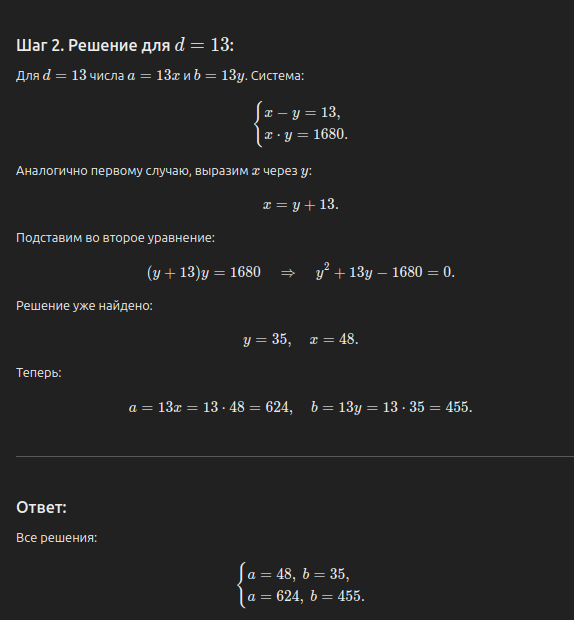 Шаг 2. Решение для d = 13:
Для d = 13 числа a = 13x и b = 13y. Система:
x − y = 13,
x · y = 1680.
Аналогично первому случаю, выразим x через y:
x = y + 13.
Подставим во второе уравнение:
(y + 13)y = 1680 ⇒ y² + 13y − 1680 = 0.
Решение уже найдено:
y = 35, x = 48.
Теперь:
a = 13x = 13 · 48 = 624, b = 13y = 13 · 35 = 455.
Ответ:
Все решения:
a = 48, b = 35,
a = 624, b = 455.